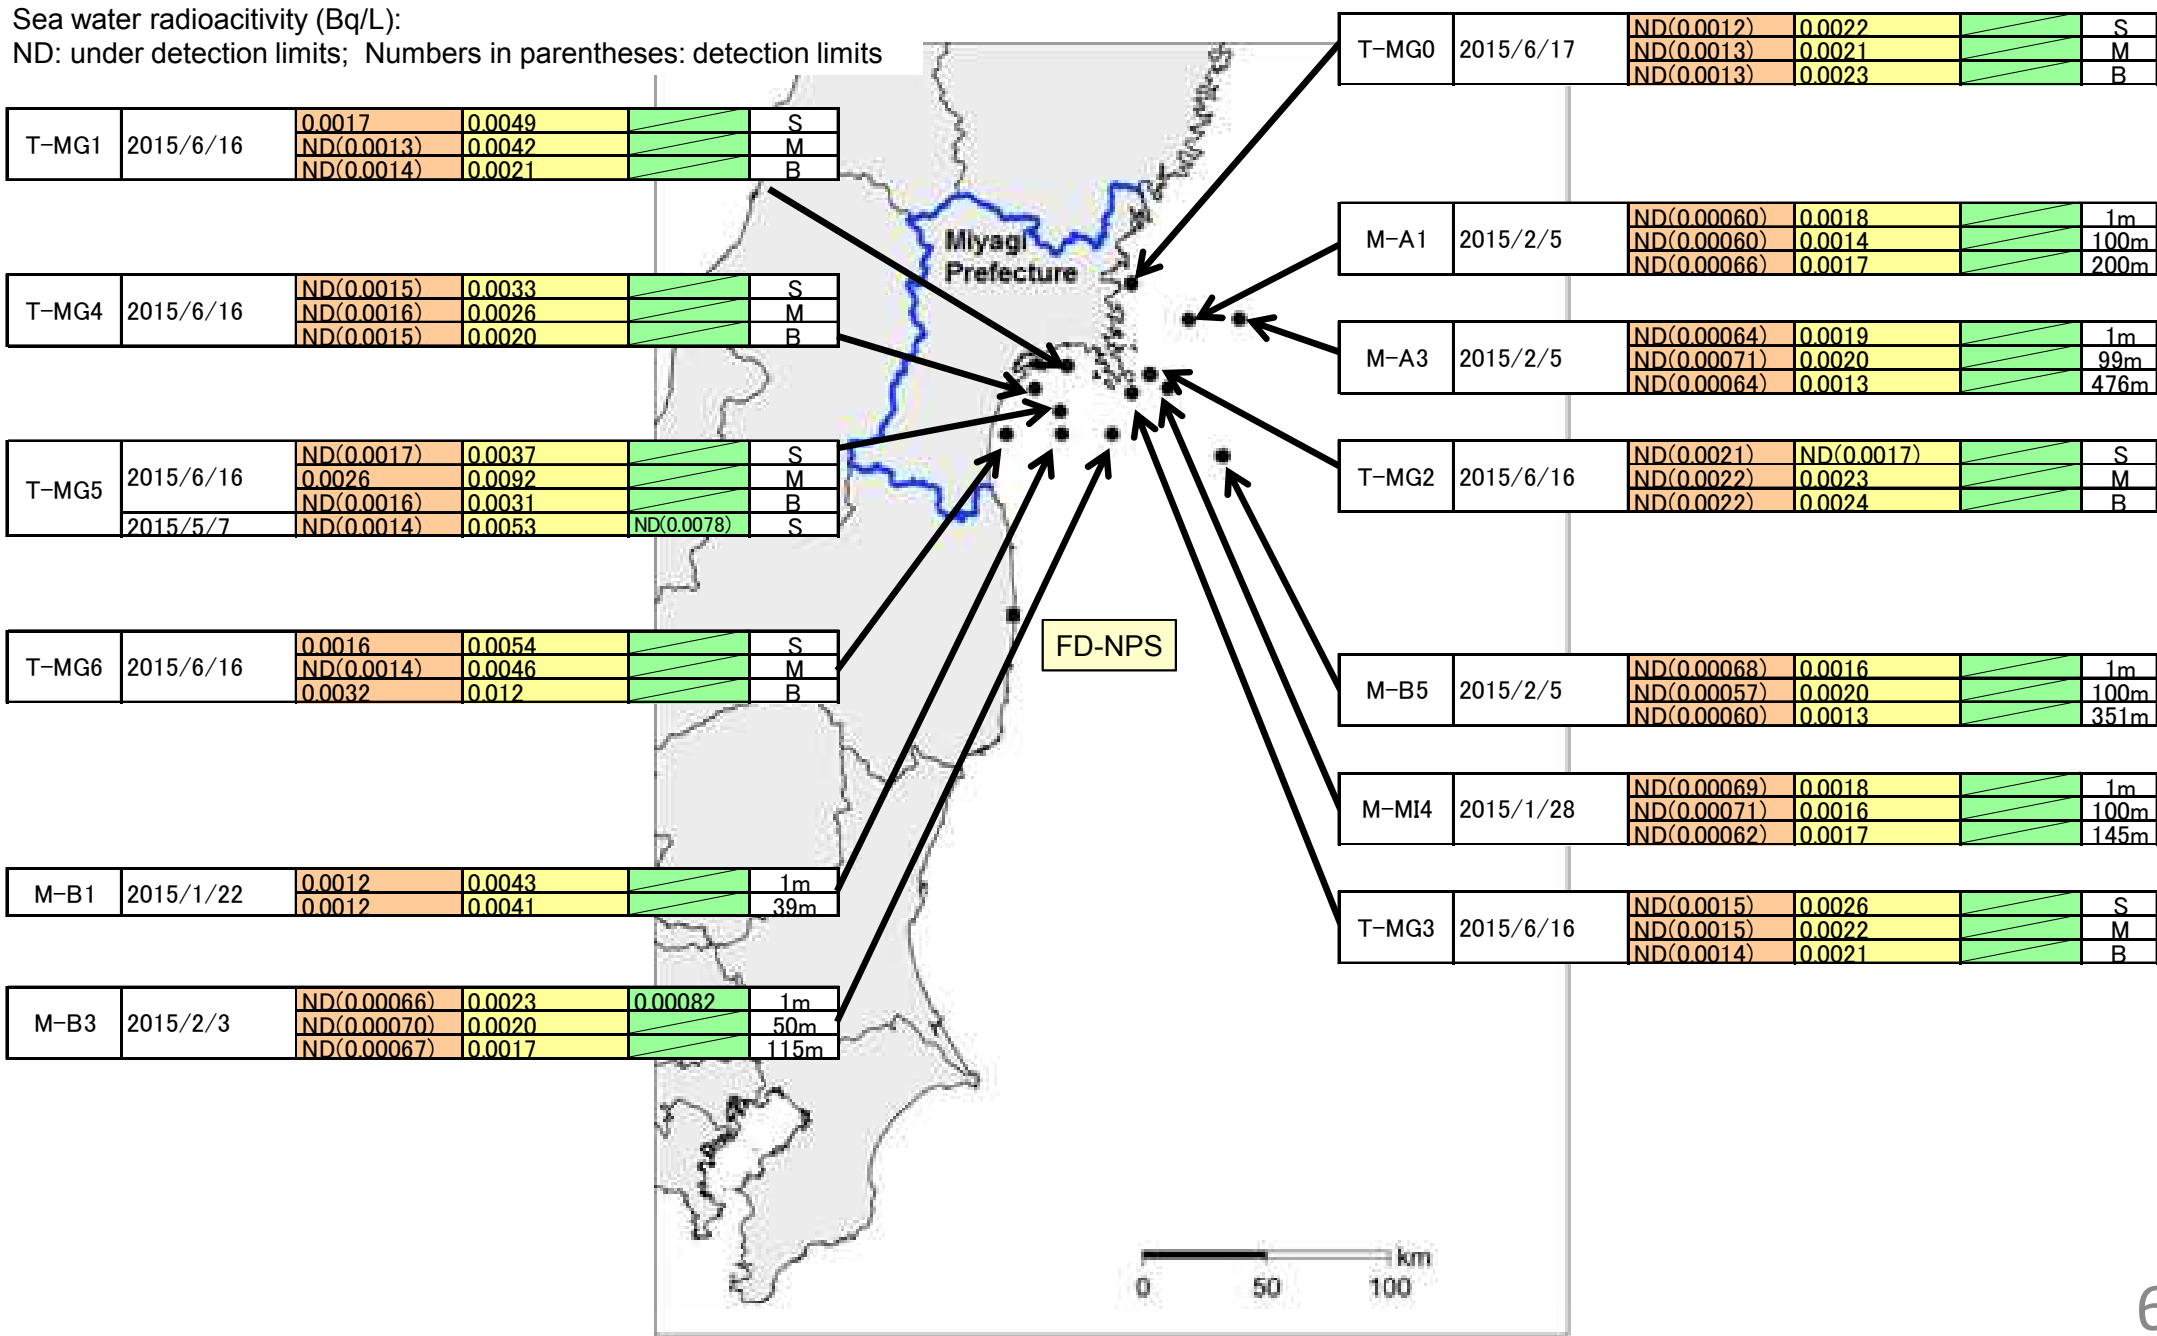 Sea water radioacitivity (Bq/L):
ND: under detection limits; Numbers in parentheses: detection limits
T-MG1 2015/6/16 0.0017 0.0049 S
ND(0.0013) 0.0042 M
ND(0.0014) 0.0021 B
T-MG4 2015/6/16 ND(0.0015) 0.0033 S
ND(0.0016) 0.0026 M
ND(0.0015) 0.0020 B
T-MG5 2015/6/16 ND(0.0017) 0.0037 S
0.0026 0.0092 M
ND(0.0016) 0.0031 B
2015/5/7 ND(0.0014) 0.0053 ND(0.0078) S
T-MG6 2015/6/16 0.0016 0.0054 S
ND(0.0014) 0.0046 M
0.0032 0.012 B
M-B1 2015/1/22 0.0012 0.0043 1m
0.0012 0.0041 39m
M-B3 2015/2/3 ND(0.00066) 0.0023 0.00082 1m
ND(0.00070) 0.0020 50m
ND(0.00067) 0.0017 115m
Miyagi
Prefecture
FD-NPS
km
0 50 100
T-MG0 2015/6/17 ND(0.0012) 0.0022 S
ND(0.0013) 0.0021 M
ND(0.0013) 0.0023 B
M-A1 2015/2/5 ND(0.00060) 0.0018 1m
ND(0.00060) 0.0014 100m
ND(0.00066) 0.0017 200m
M-A3 2015/2/5 ND(0.00064) 0.0019 1m
ND(0.00071) 0.0020 99m
ND(0.00064) 0.0013 476m
T-MG2 2015/6/16 ND(0.0021) ND(0.0017) S
ND(0.0022) 0.0023 M
ND(0.0022) 0.0024 B
M-B5 2015/2/5 ND(0.00068) 0.0016 1m
ND(0.00057) 0.0020 100m
ND(0.00060) 0.0013 351m
M-MI4 2015/1/28 ND(0.00069) 0.0018 1m
ND(0.00071) 0.0016 100m
ND(0.00062) 0.0017 145m
T-MG3 2015/6/16 ND(0.0015) 0.0026 S
ND(0.0015) 0.0022 M
ND(0.0014) 0.0021 B
6